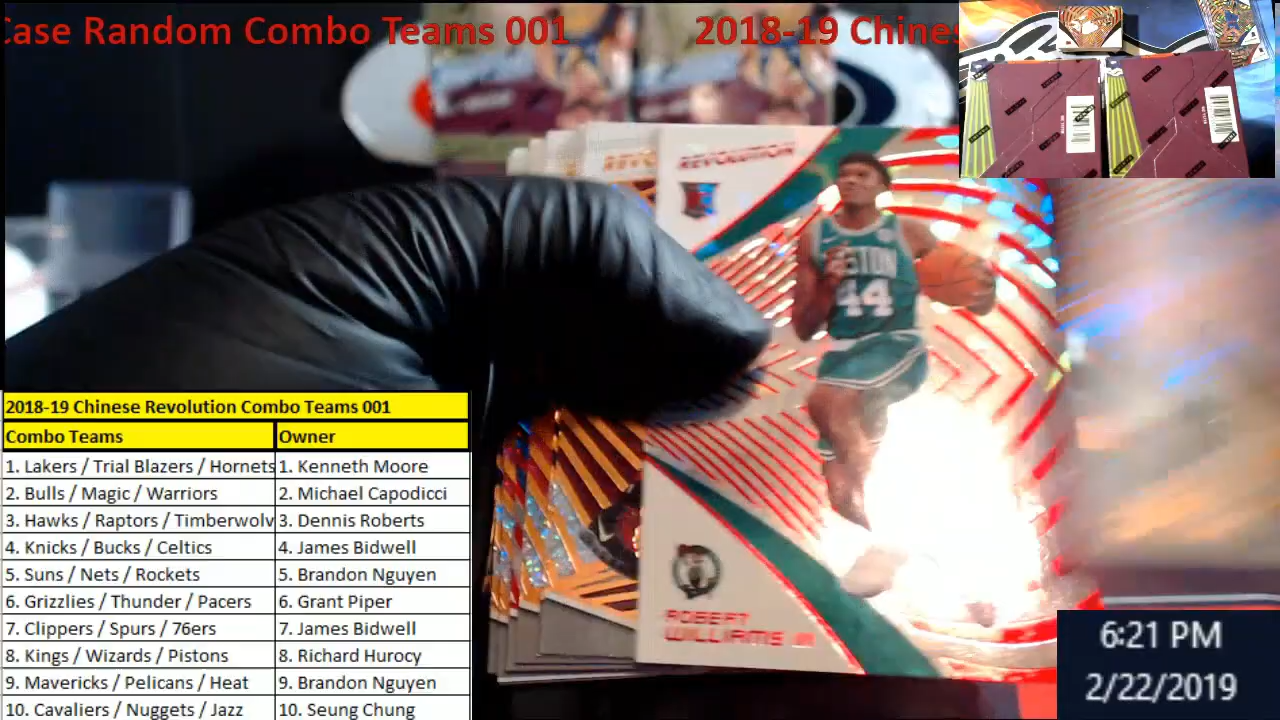 Case Random Combo Teams 001 2018-19 Chines
REVOLUTION
BOSTON
44
ROBERT
WILLIAMS III
2018-19 Chinese Revolution Combo Teams 001
Combo Teams Owner
1. Lakers / Trial Blazers / Hornets 1. Kenneth Moore
2. Bulls / Magic / Warriors 2. Michael Capodicci
3. Hawks / Raptors / Timberwolv 3. Dennis Roberts
4. Knicks / Bucks / Celtics 4. James Bidwell
5. Suns / Nets / Rockets 5. Brandon Nguyen
6. Grizzlies / Thunder / Pacers 6. Grant Piper
7. Clippers / Spurs / 76ers 7. James Bidwell
8. Kings / Wizards / Pistons 8. Richard Hurocy
9. Mavericks / Pelicans / Heat 9. Brandon Nguyen
10. Cavaliers / Nuggets / Jazz 10. Seung Chung
6:21 PM
2/22/2019